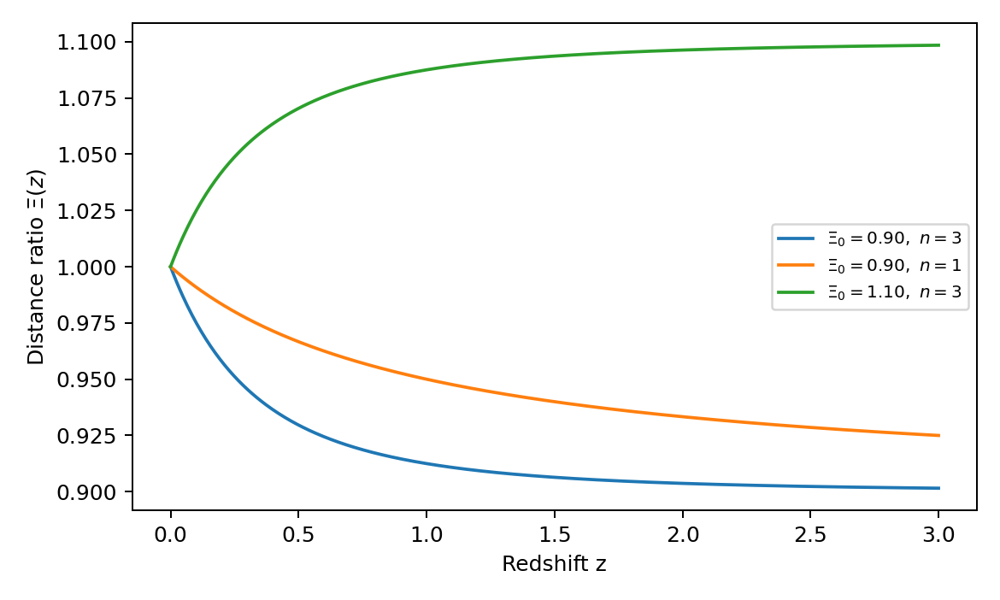 1.100
1.075
1.050
1.025
1.000
0.975
0.950
0.925
0.900
Distance ratio Ξ(z)
Ξ₀ = 0.90, n = 3
Ξ₀ = 0.90, n = 1
Ξ₀ = 1.10, n = 3
0.0 0.5 1.0 1.5 2.0 2.5 3.0
Redshift z